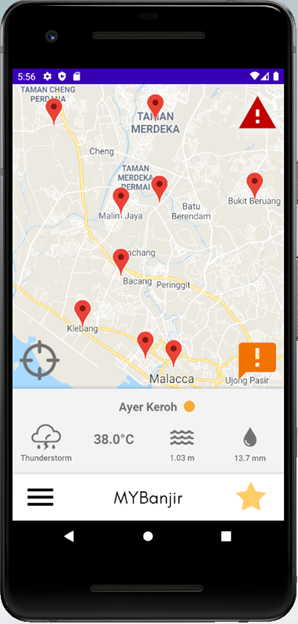 5:56
TAMAN CHENG
PERDANA
TAMAN
MERDEKA
Cheng
TAMAN
MERDEKA
PERMAI
Malim Jaya
Batu
Berendam
Bukit Beruang
Bacang
Peringgit
Klebang
Malacca
Ujong Pasir
Ayer Keroh
Thunderstorm
38.0°C
1.03 m
13.7 mm
MYBanjir